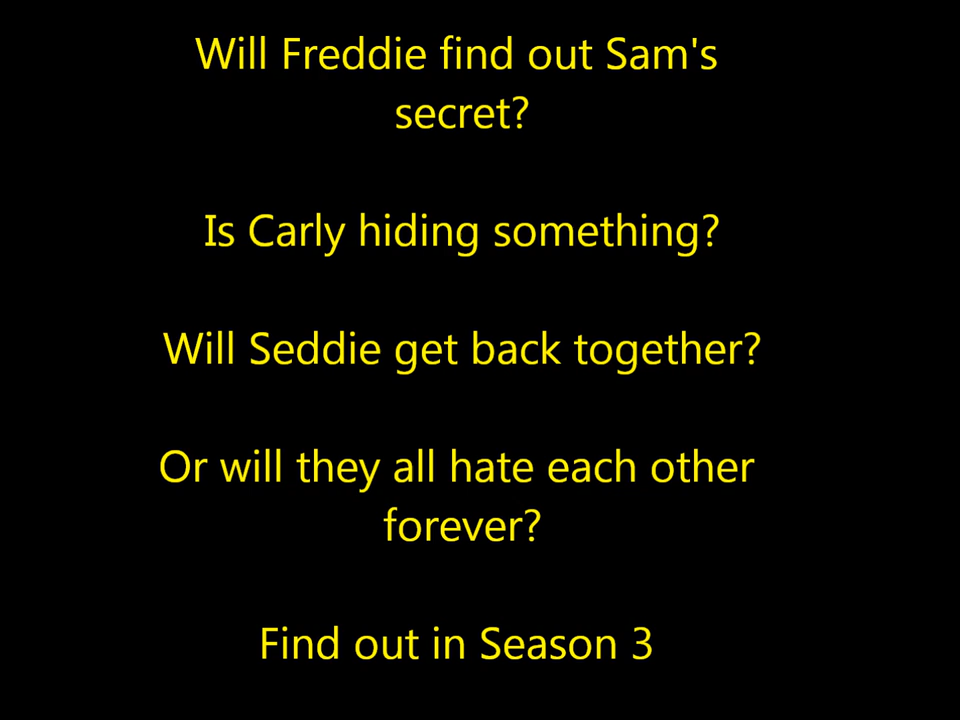 Will Freddie find out Sam's
secret?
Is Carly hiding something?
Will Seddie get back together?
Or will they all hate each other
forever?
Find out in Season 3